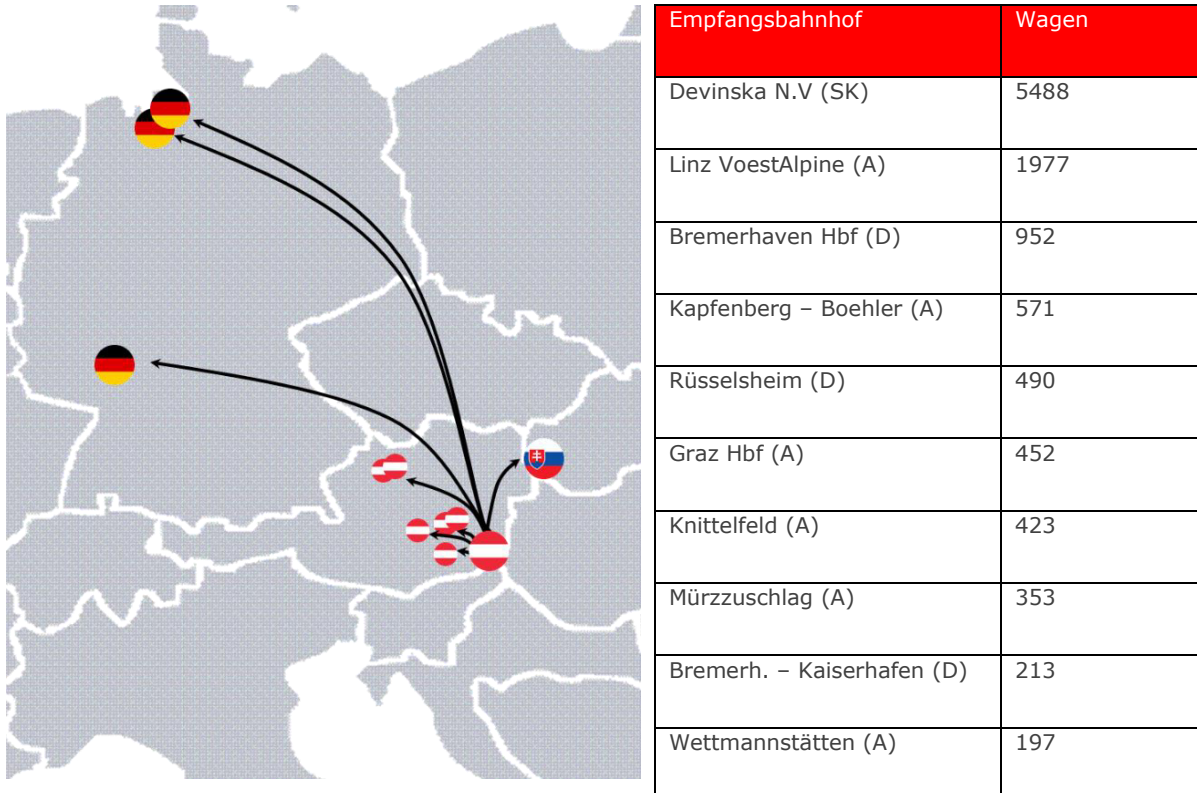 Empfangsbahnhof Wagen
Devinska N.V (SK) 5488
Linz VoestAlpine (A) 1977
Bremerhaven Hbf (D) 952
Kapfenberg – Boehler (A) 571
Rüsselsheim (D) 490
Graz Hbf (A) 452
Knittelfeld (A) 423
Mürzzuschlag (A) 353
Bremerh. – Kaiserhafen (D) 213
Wettmannstätten (A) 197